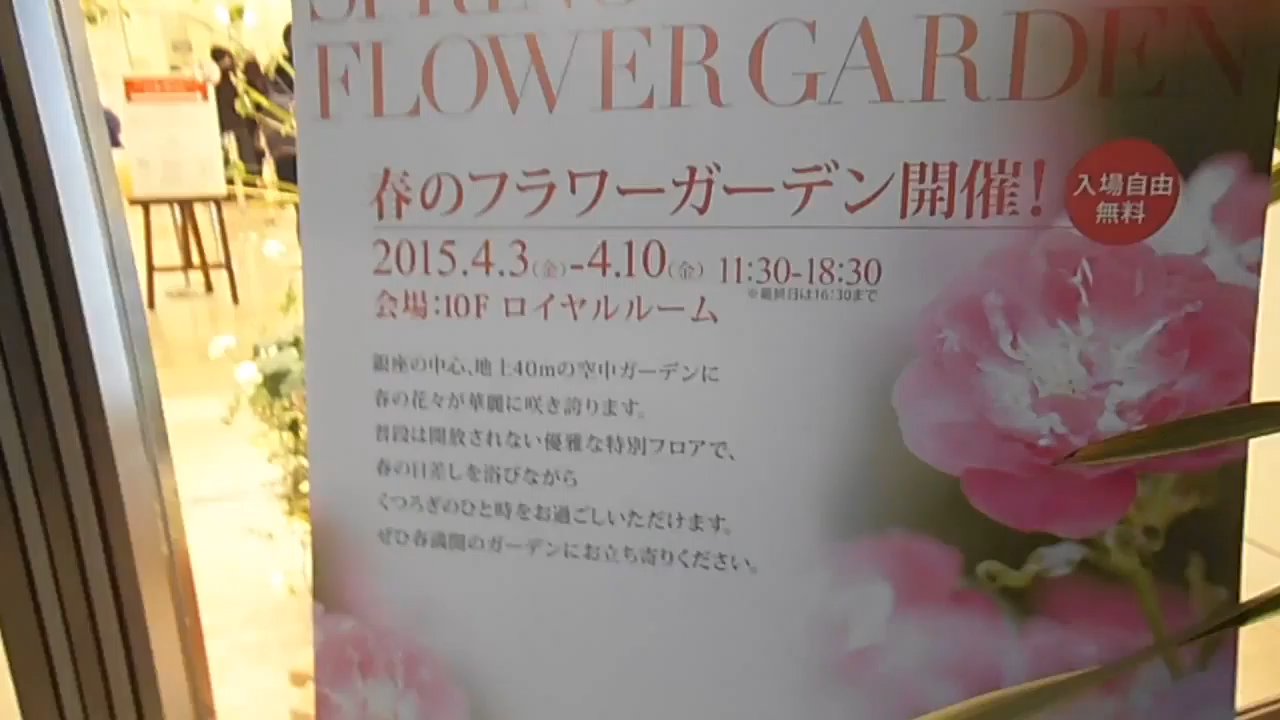 SPRING
FLOWER GARDEN
春のフラワーガーデン開催!
入場自由
無料
2015.4.3(金)-4.10(金) 11:30-18:30
※最終日は16:30まで
会場:10F ロイヤルルーム
銀座の中心、地上40mの空中ガーデンに
春の花々が華麗に咲き誇ります。
普段は開放されない優雅な特別フロアで、
春の日差しを浴びながら
くつろぎのひと時をお過ごしいただけます。
ぜひ春満開のガーデンにお立ち寄りください。